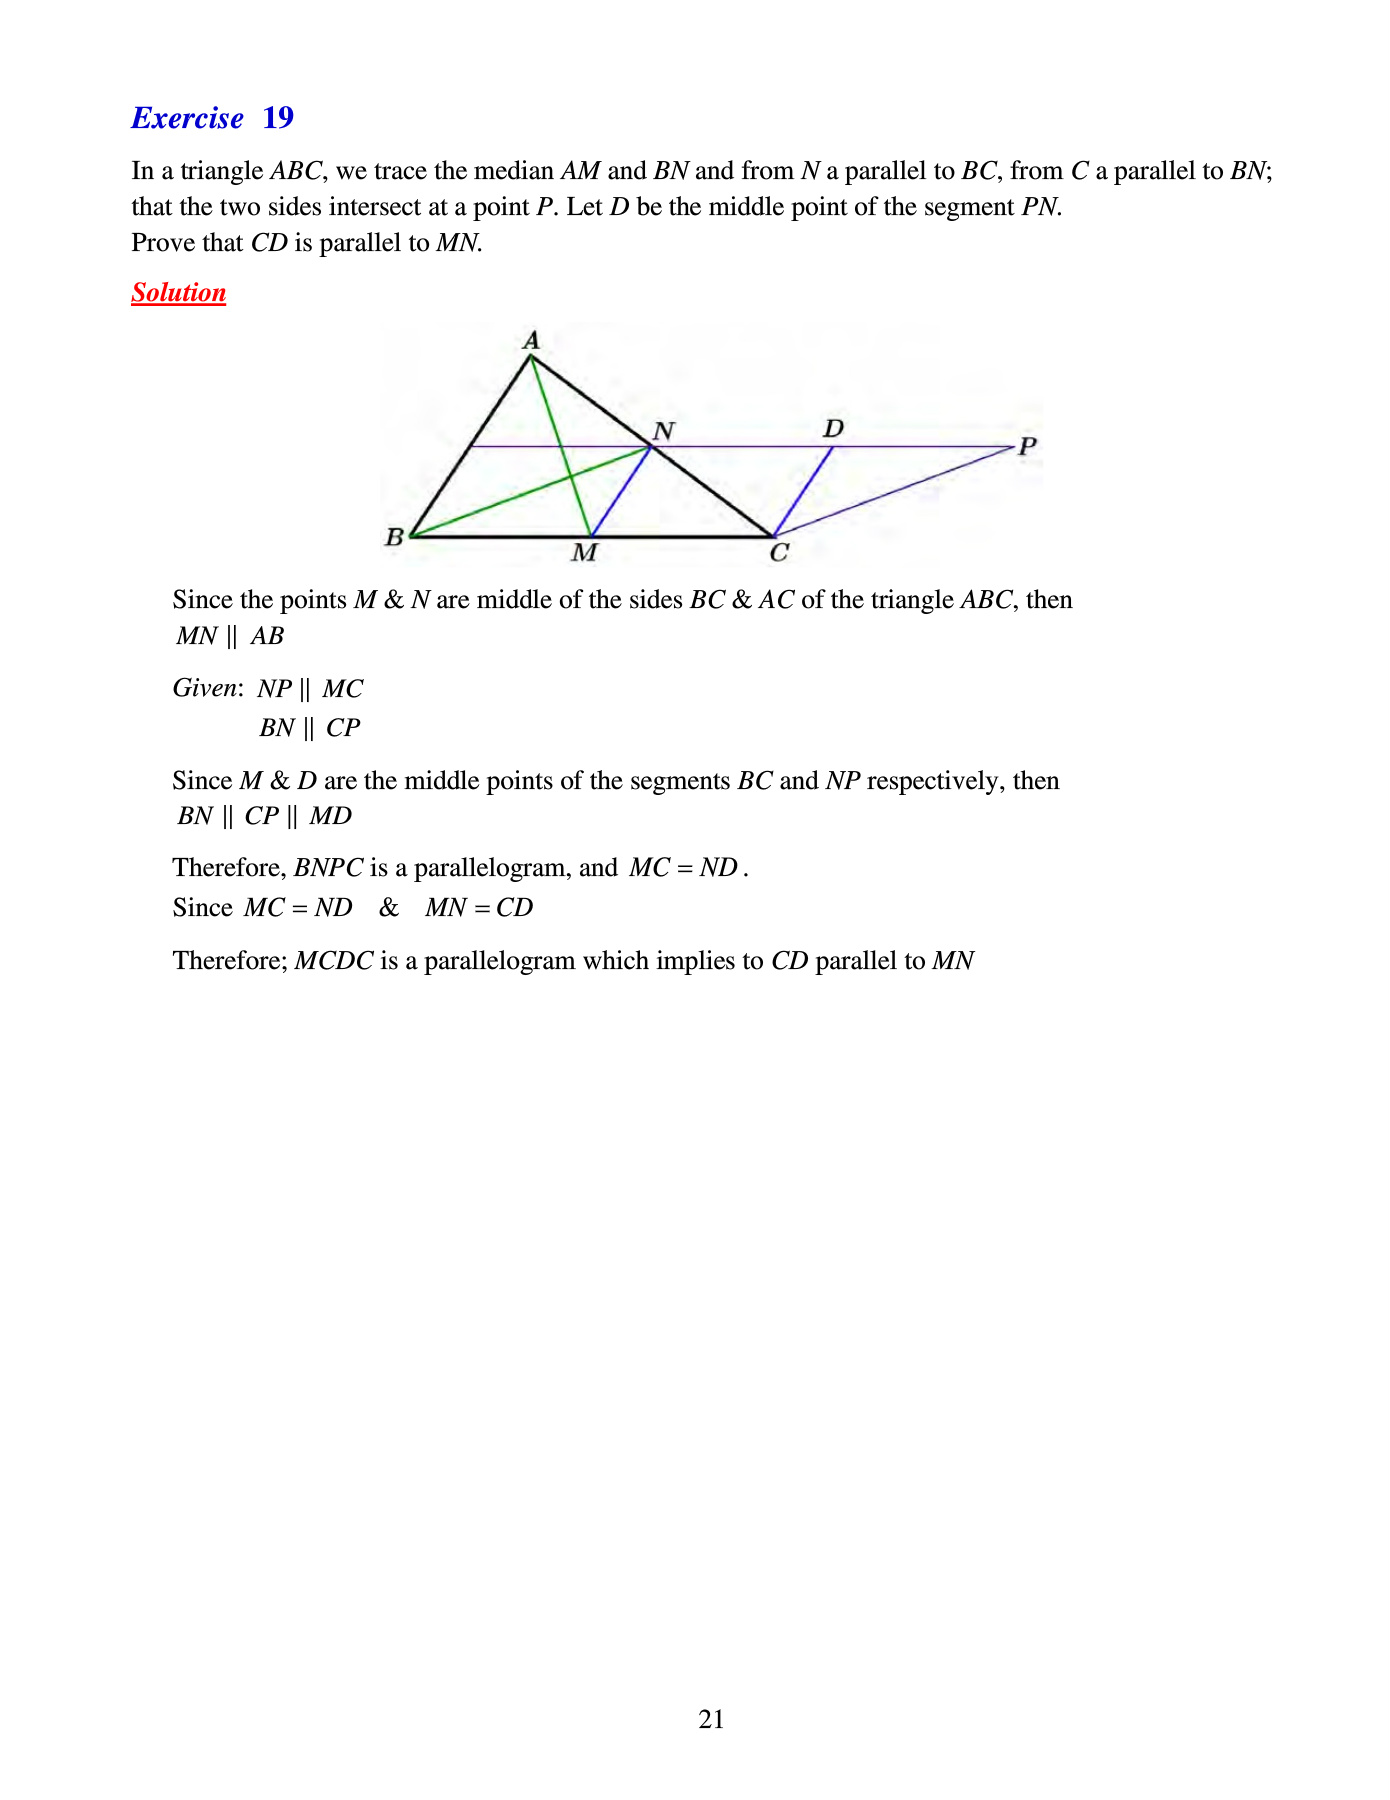 Exercise 19
In a triangle ABC, we trace the median AM and BN and from N a parallel to BC, from C a parallel to BN;
that the two sides intersect at a point P. Let D be the middle point of the segment PN.
Prove that CD is parallel to MN.
Solution
A
N
D
P
B
M
C
Since the points M & N are middle of the sides BC & AC of the triangle ABC, then
MN || AB
Given: NP || MC
BN || CP
Since M & D are the middle points of the segments BC and NP respectively, then
BN || CP || MD
Therefore, BNPC is a parallelogram, and MC = ND .
Since MC = ND & MN = CD
Therefore; MCDC is a parallelogram which implies to CD parallel to MN
21